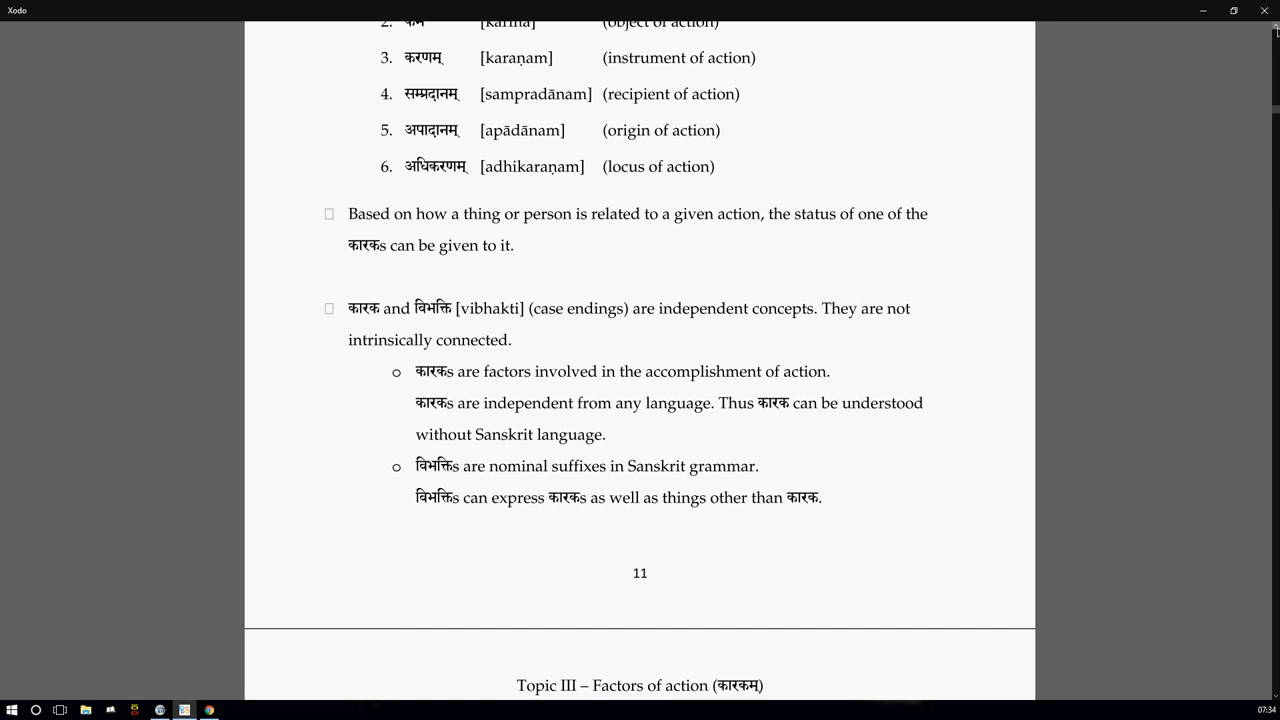 Xodo
2. कर्म [karma] (object of action)
3. करणम् [karaṇam] (instrument of action)
4. सम्प्रदानम् [sampradānam] (recipient of action)
5. अपादानम् [apādānam] (origin of action)
6. अधिकरणम् [adhikaraṇam] (locus of action)
Based on how a thing or person is related to a given action, the status of one of the
कारकs can be given to it.
कारक and विभक्ति [vibhakti] (case endings) are independent concepts. They are not
intrinsically connected.
o कारकs are factors involved in the accomplishment of action.
कारकs are independent from any language. Thus कारक can be understood
without Sanskrit language.
o विभक्तिs are nominal suffixes in Sanskrit grammar.
विभक्तिs can express कारकs as well as things other than कारक.
11
Topic III – Factors of action (कारकम्)
07:34